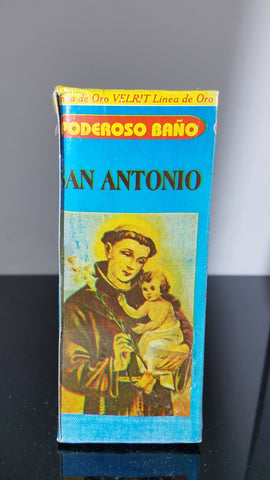 de Oro VELRIT Línea de Oro
PODEROSO BAÑO
SAN ANTONIO